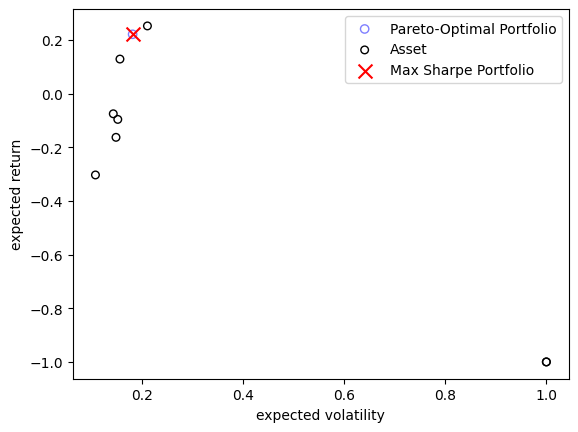 Pareto-Optimal Portfolio
Asset
Max Sharpe Portfolio
0.2
0.0
−0.2
−0.4
−0.6
−0.8
−1.0
expected return
0.2 0.4 0.6 0.8 1.0
expected volatility